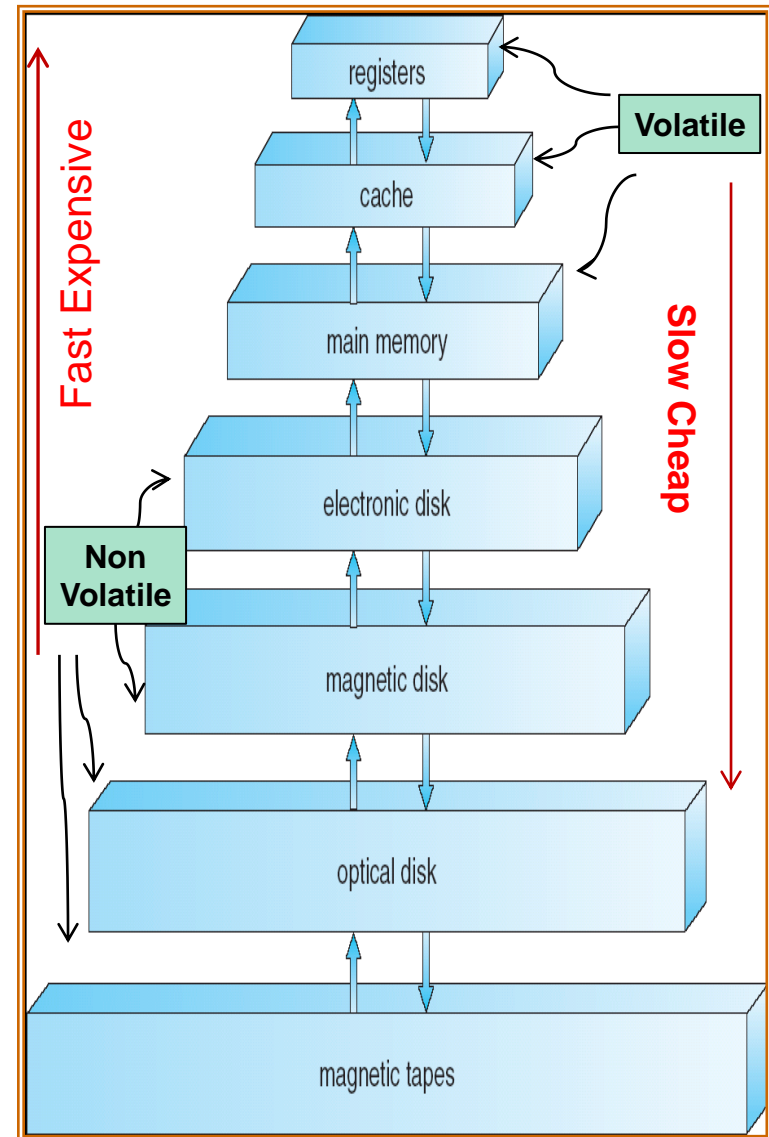 registers
Volatile
cache
Fast Expensive
main memory
Slow Cheap
electronic disk
Non
Volatile
magnetic disk
optical disk
magnetic tapes